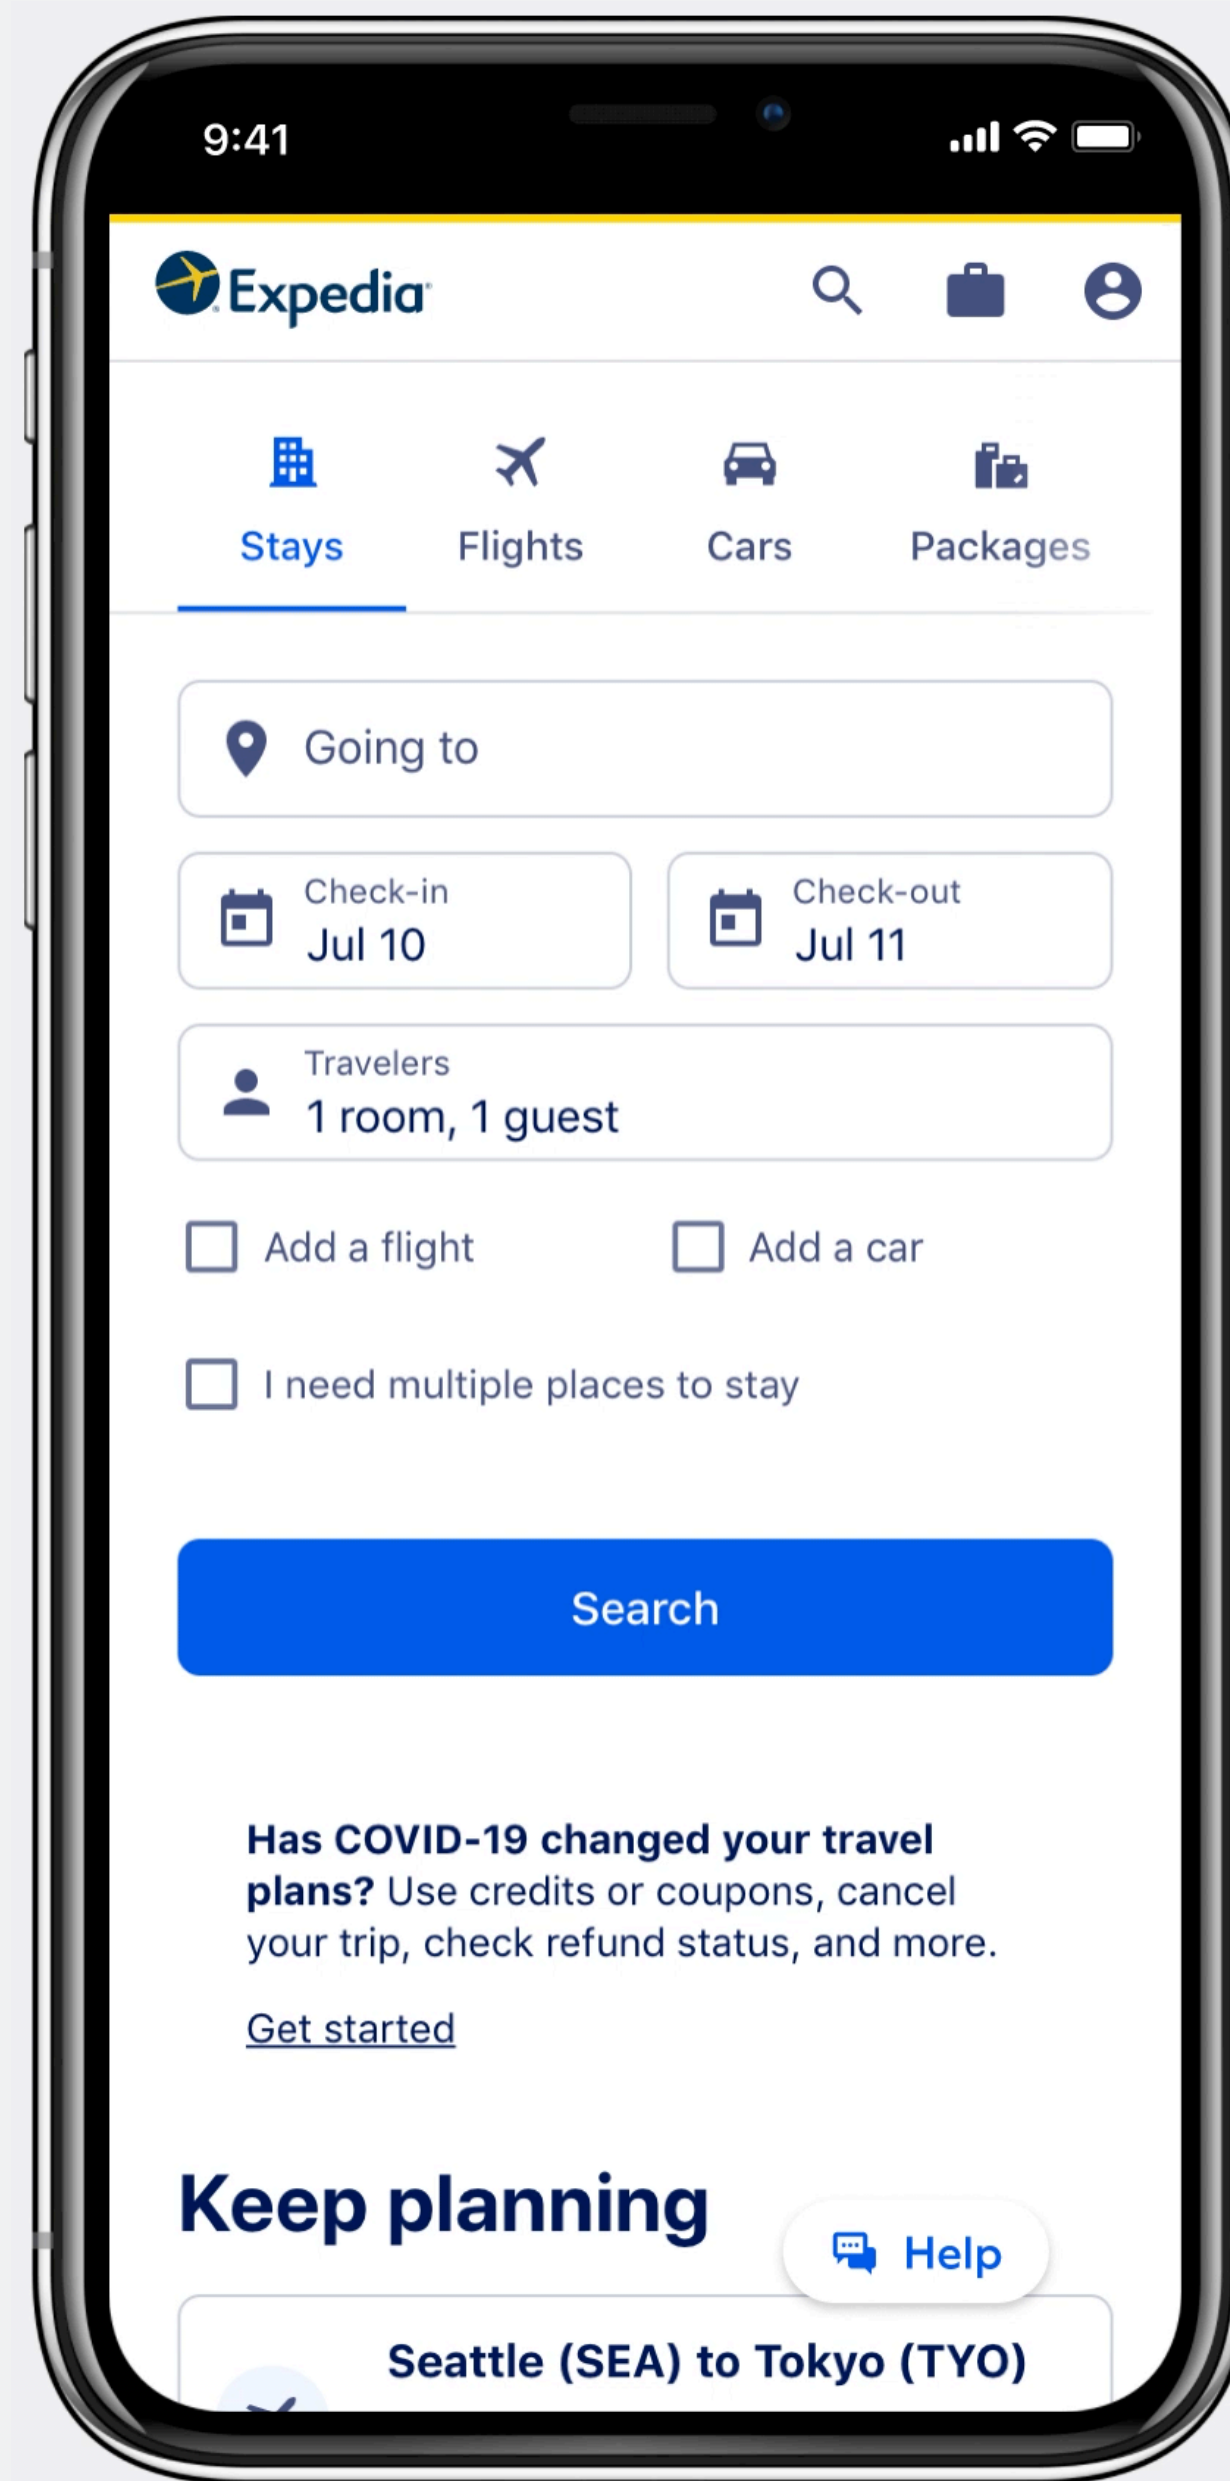 9:41
Expedia
Stays Flights Cars Packages
Going to
Check-in Check-out
Jul 10 Jul 11
Travelers
1 room, 1 guest
Add a flight Add a car
I need multiple places to stay
Search
Has COVID-19 changed your travel
plans? Use credits or coupons, cancel
your trip, check refund status, and more.
Get started
Keep planning
Help
Seattle (SEA) to Tokyo (TYO)